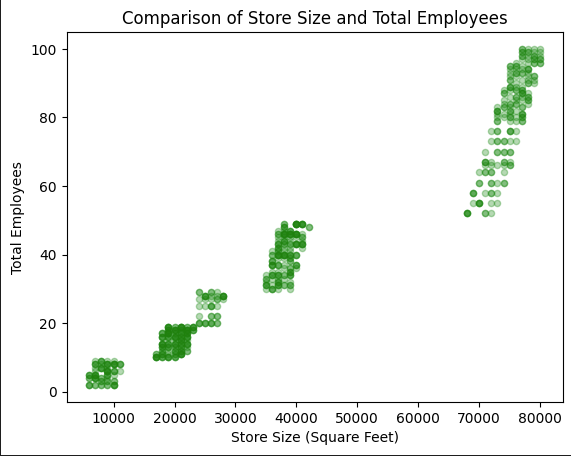 Comparison of Store Size and Total Employees
100
80
60
40
20
0
Total Employees
10000 20000 30000 40000 50000 60000 70000 80000
Store Size (Square Feet)